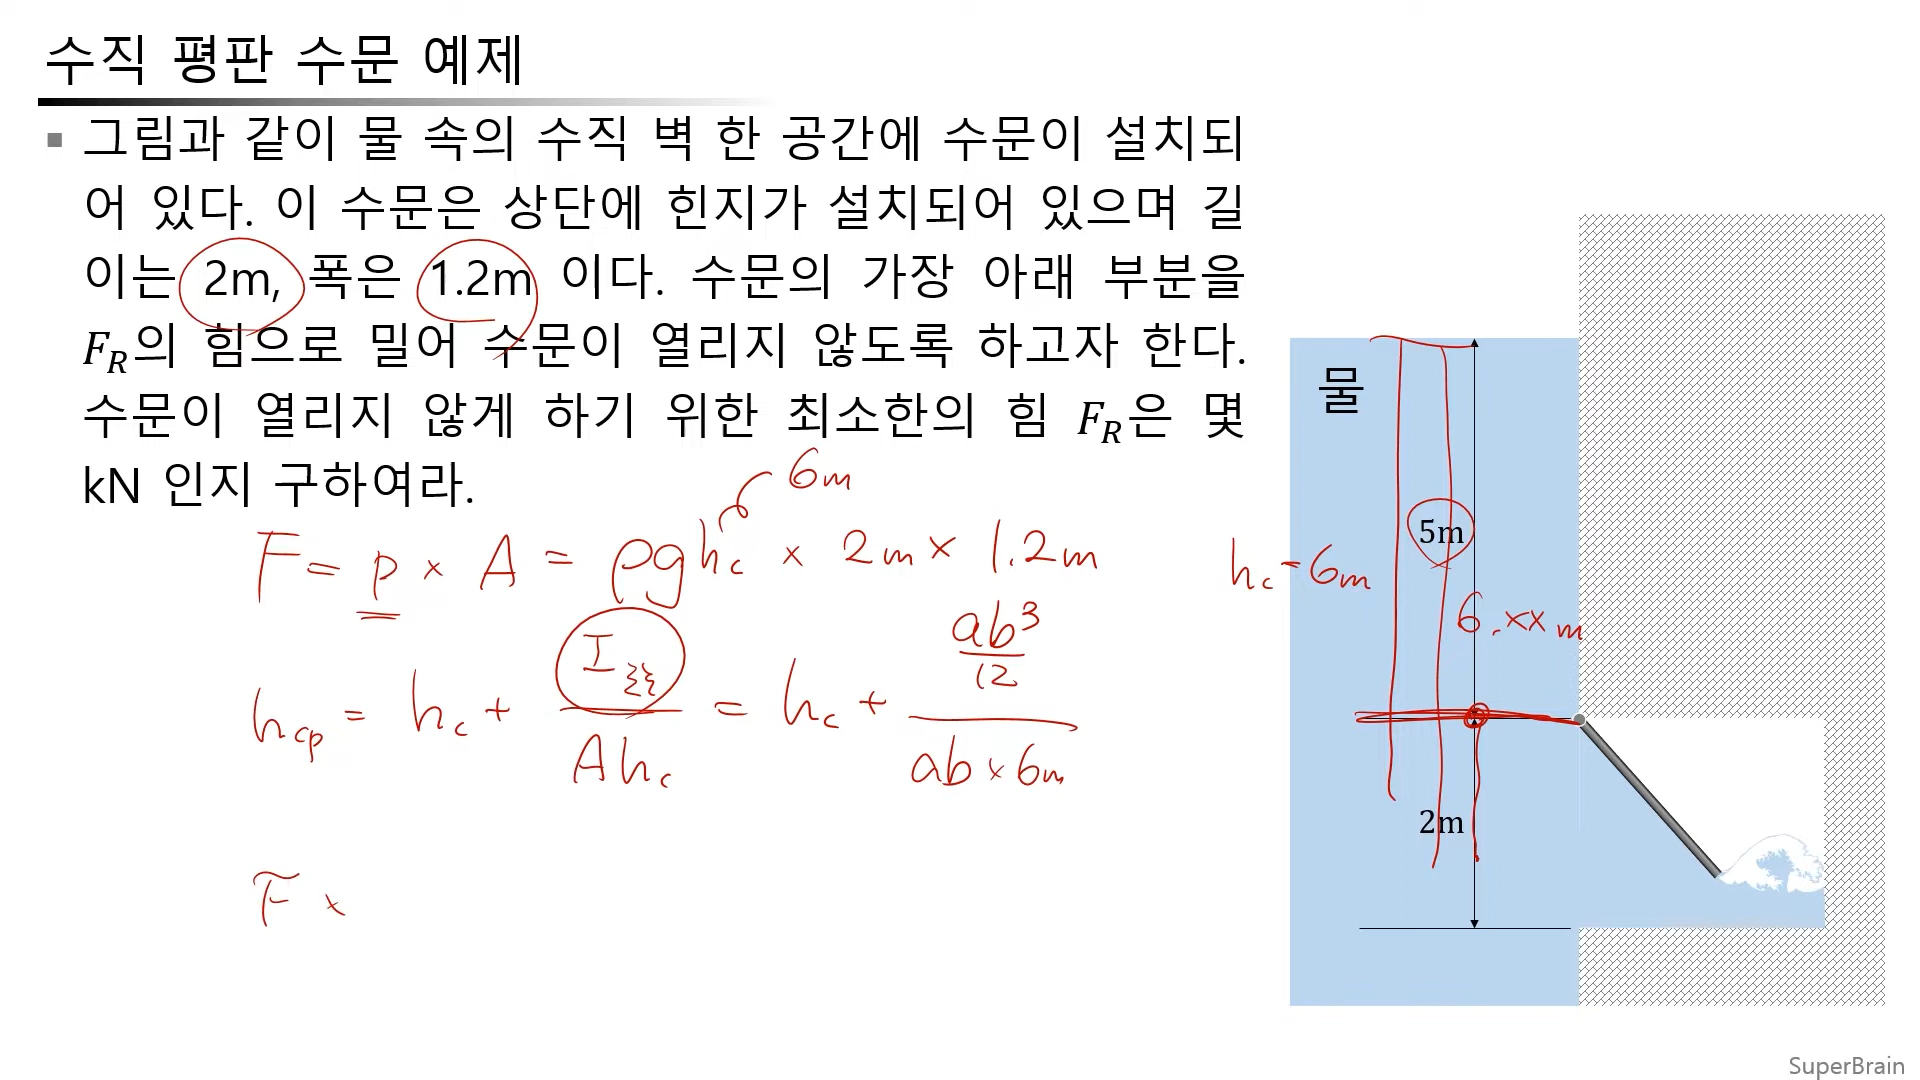 수직 평판 수문 예제
▪ 그림과 같이 물 속의 수직 벽 한 공간에 수문이 설치되
어 있다. 이 수문은 상단에 힌지가 설치되어 있으며 길
이는 2m, 폭은 1.2m 이다. 수문의 가장 아래 부분을
F_R의 힘으로 밀어 수문이 열리지 않도록 하고자 한다.
수문이 열리지 않게 하기 위한 최소한의 힘 F_R은 몇
kN 인지 구하여라.
6m
F = p × A = ρgh_c × 2m × 1.2m
h_cp = h_c + I/(Ah_c) = h_c + (ab³/12)/(ab × 6m)
F ×
물
5m
h_c = 6m
6.xx m
2m
SuperBrain